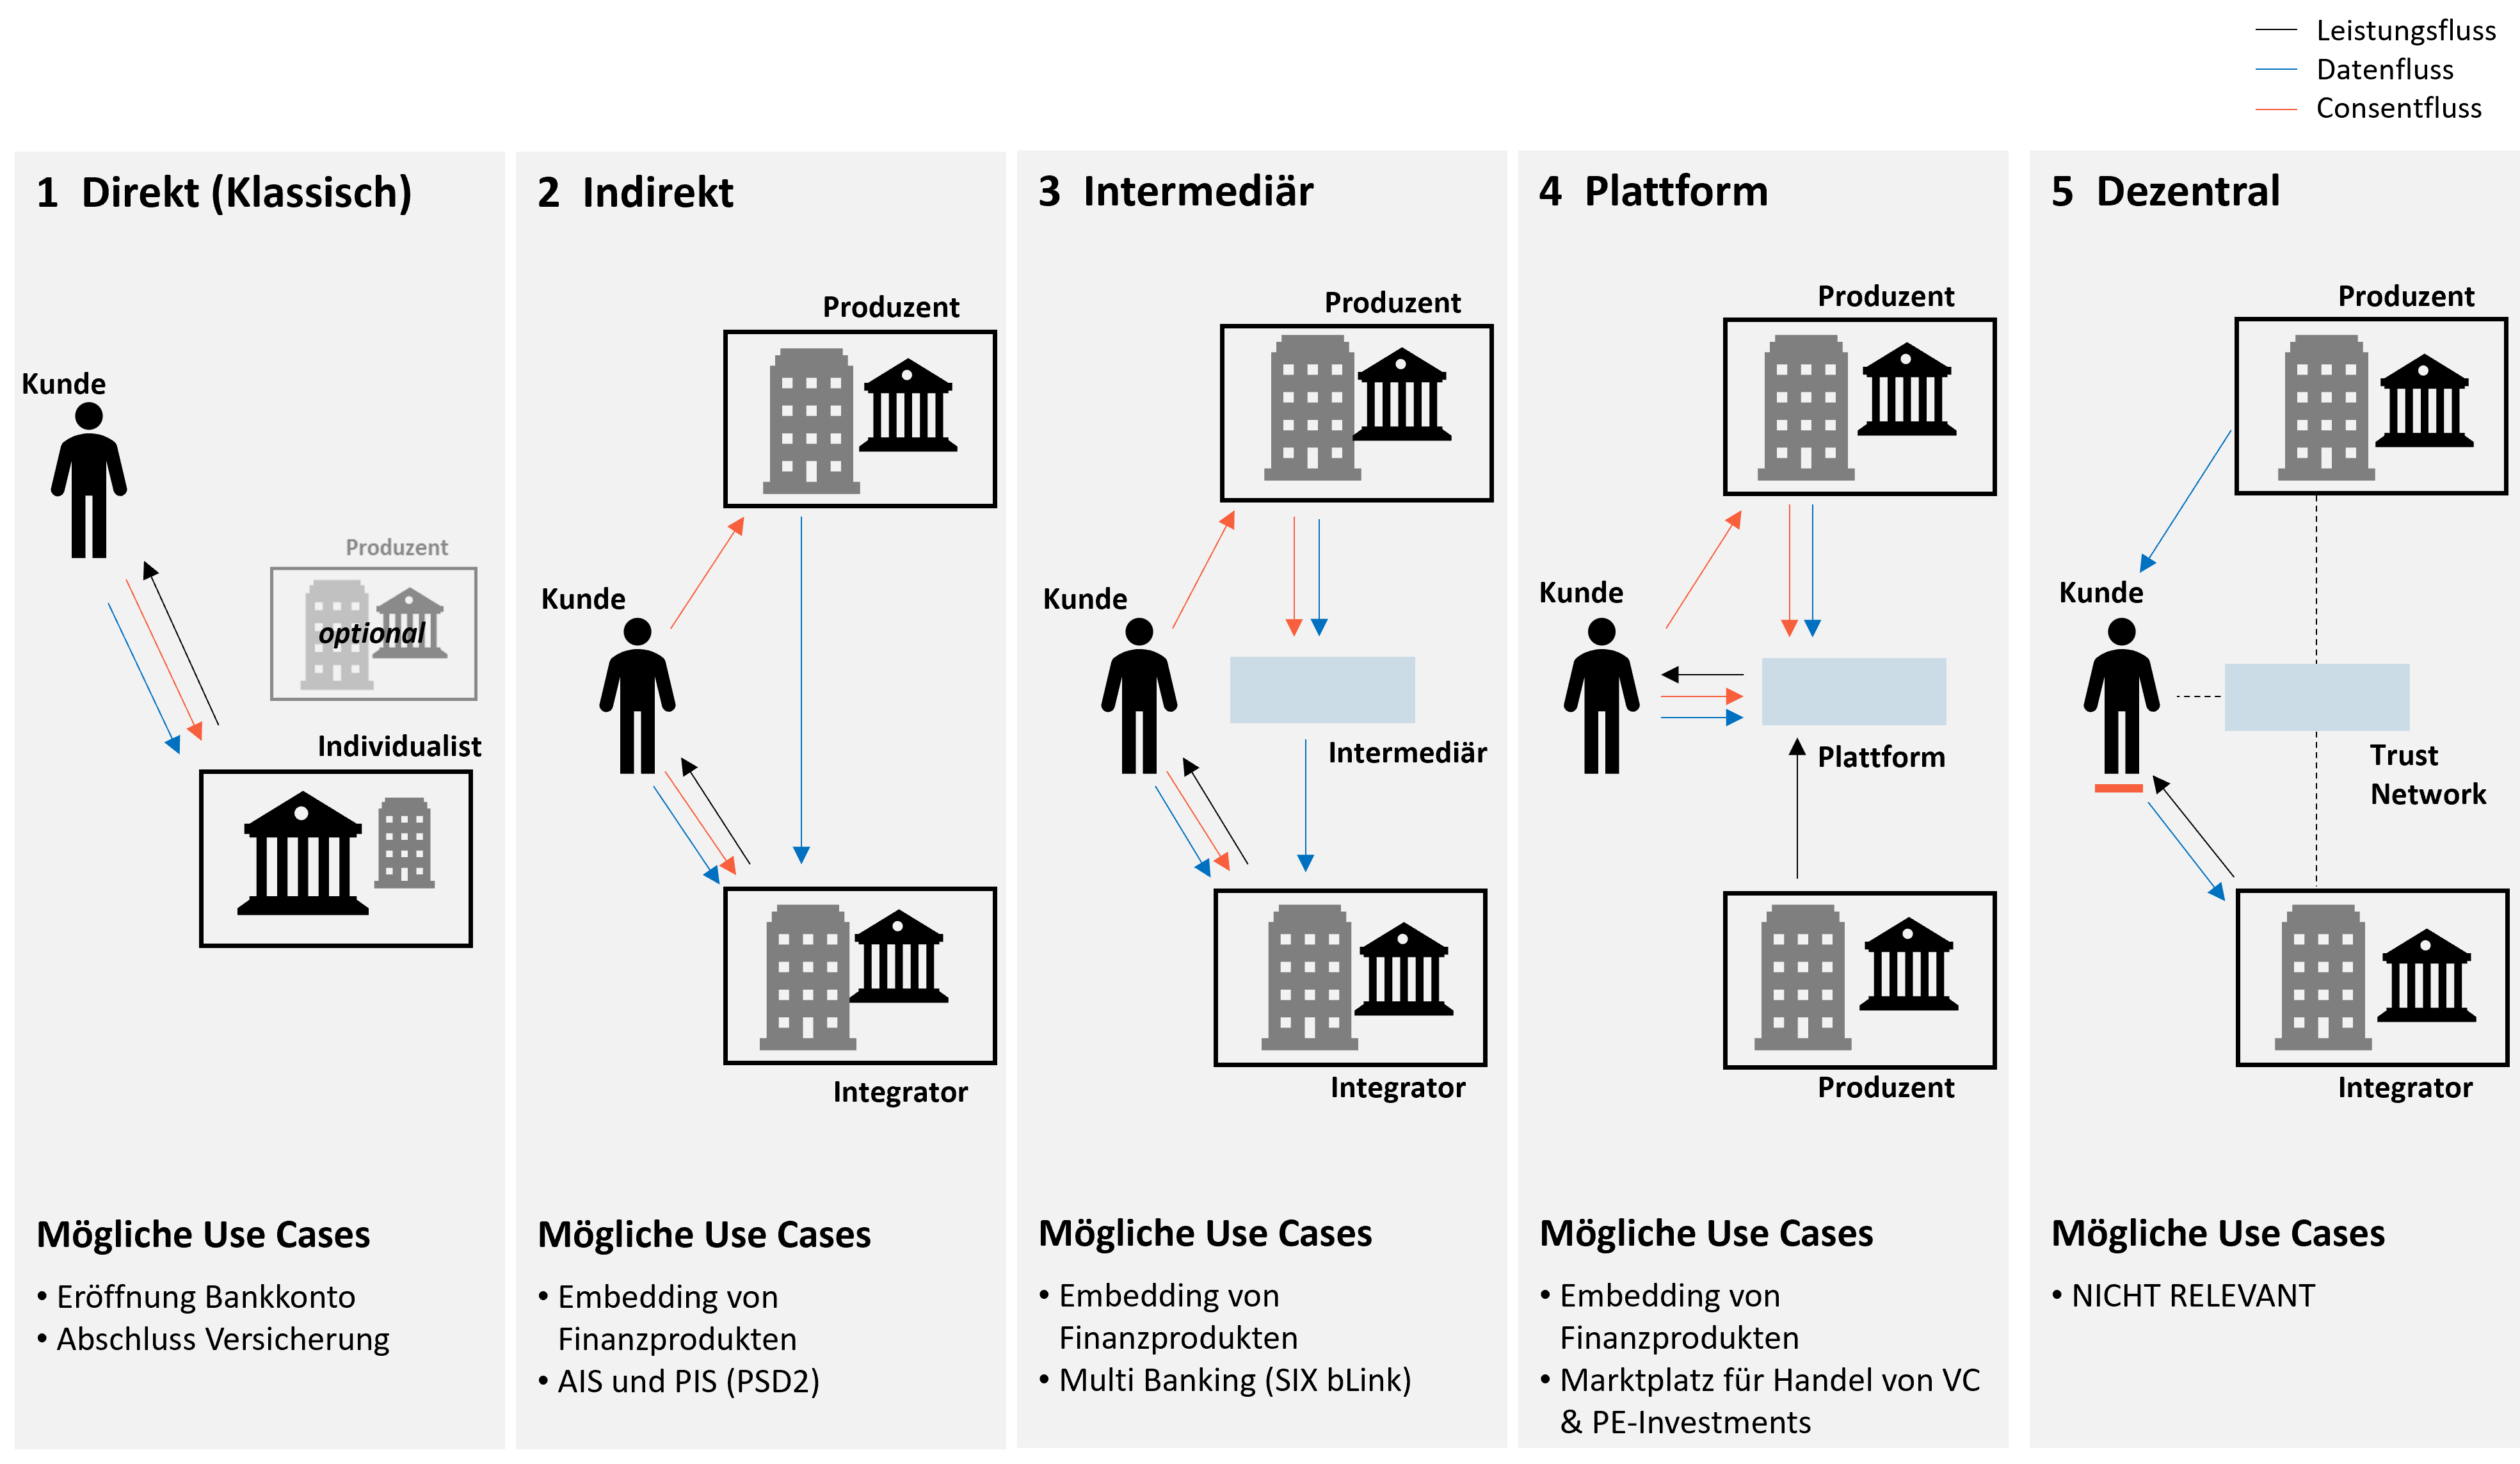 Leistungsfluss
Datenfluss
Consentfluss
1 Direkt (Klassisch)
Kunde
Produzent
optional
Individualist
Mögliche Use Cases
• Eröffnung Bankkonto
• Abschluss Versicherung
2 Indirekt
Produzent
Kunde
Integrator
Mögliche Use Cases
• Embedding von
Finanzprodukten
• AIS und PIS (PSD2)
3 Intermediär
Produzent
Kunde
Intermediär
Integrator
Mögliche Use Cases
• Embedding von
Finanzprodukten
• Multi Banking (SIX bLink)
4 Plattform
Produzent
Kunde
Plattform
Produzent
Mögliche Use Cases
• Embedding von
Finanzprodukten
• Marktplatz für Handel von VC
& PE-Investments
5 Dezentral
Produzent
Kunde
Trust
Network
Integrator
Mögliche Use Cases
• NICHT RELEVANT